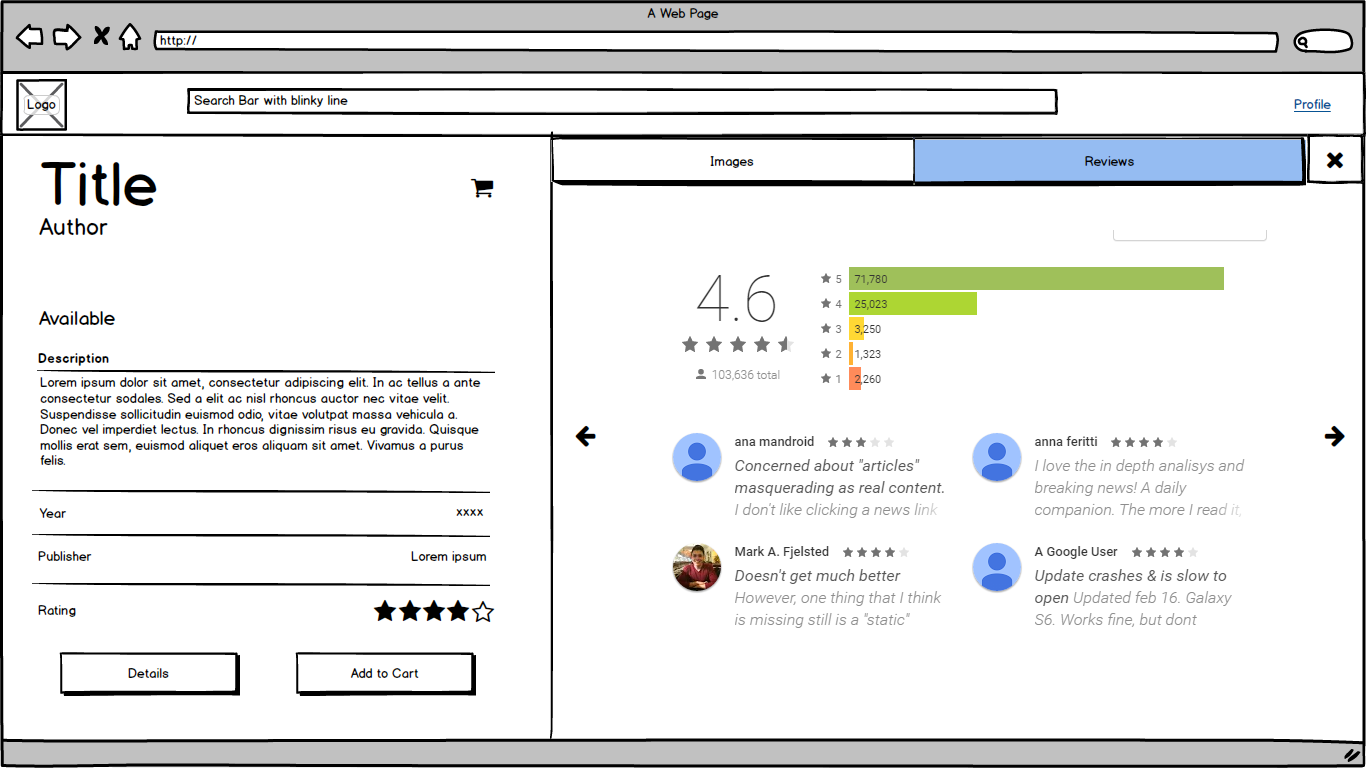 A Web Page
http://
Logo
Search Bar with blinky line
Profile
Title
Author
Available
Description
Lorem ipsum dolor sit amet, consectetur adipiscing elit. In ac tellus a ante
consectetur sodales. Sed a elit ac nisl rhoncus auctor nec vitae velit.
Suspendisse sollicitudin euismod odio, vitae volutpat massa vehicula a.
Donec vel imperdiet lectus. In rhoncus dignissim risus eu gravida. Quisque
mollis erat sem, euismod aliquet eros aliquam sit amet. Vivamus a purus
felis.
Year xxxx
Publisher Lorem ipsum
Rating
Details Add to Cart
Images Reviews
4.6
103,636 total
5 71,780
4 25,023
3 3,250
2 1,323
1 2,260
ana mandroid
Concerned about "articles"
masquerading as real content.
I don't like clicking a news link
anna feritti
I love the in depth analisys and
breaking news! A daily
companion. The more I read it,
Mark A. Fjelsted
Doesn't get much better
However, one thing that I think
is missing still is a "static"
A Google User
Update crashes & is slow to
open Updated feb 16. Galaxy
S6. Works fine, but dont